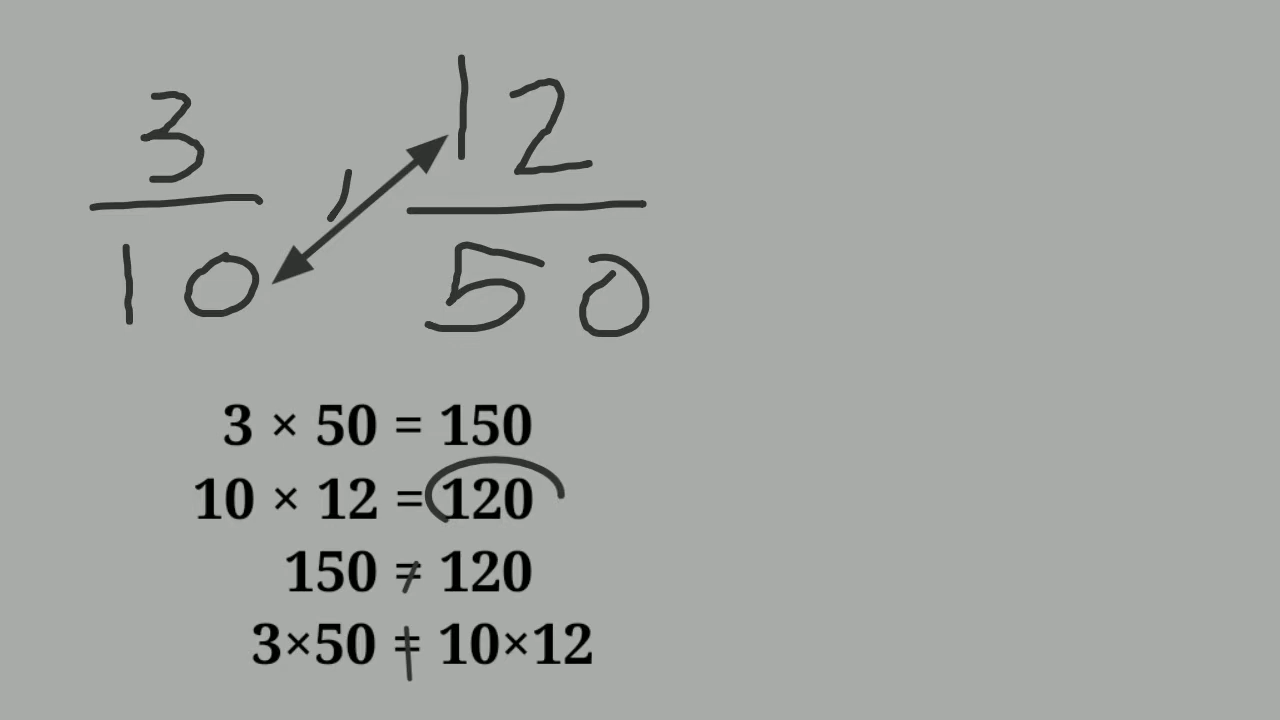 3 , 12
10 50
3 × 50 = 150
10 × 12 = 120
150 ≠ 120
3×50 ≠ 10×12